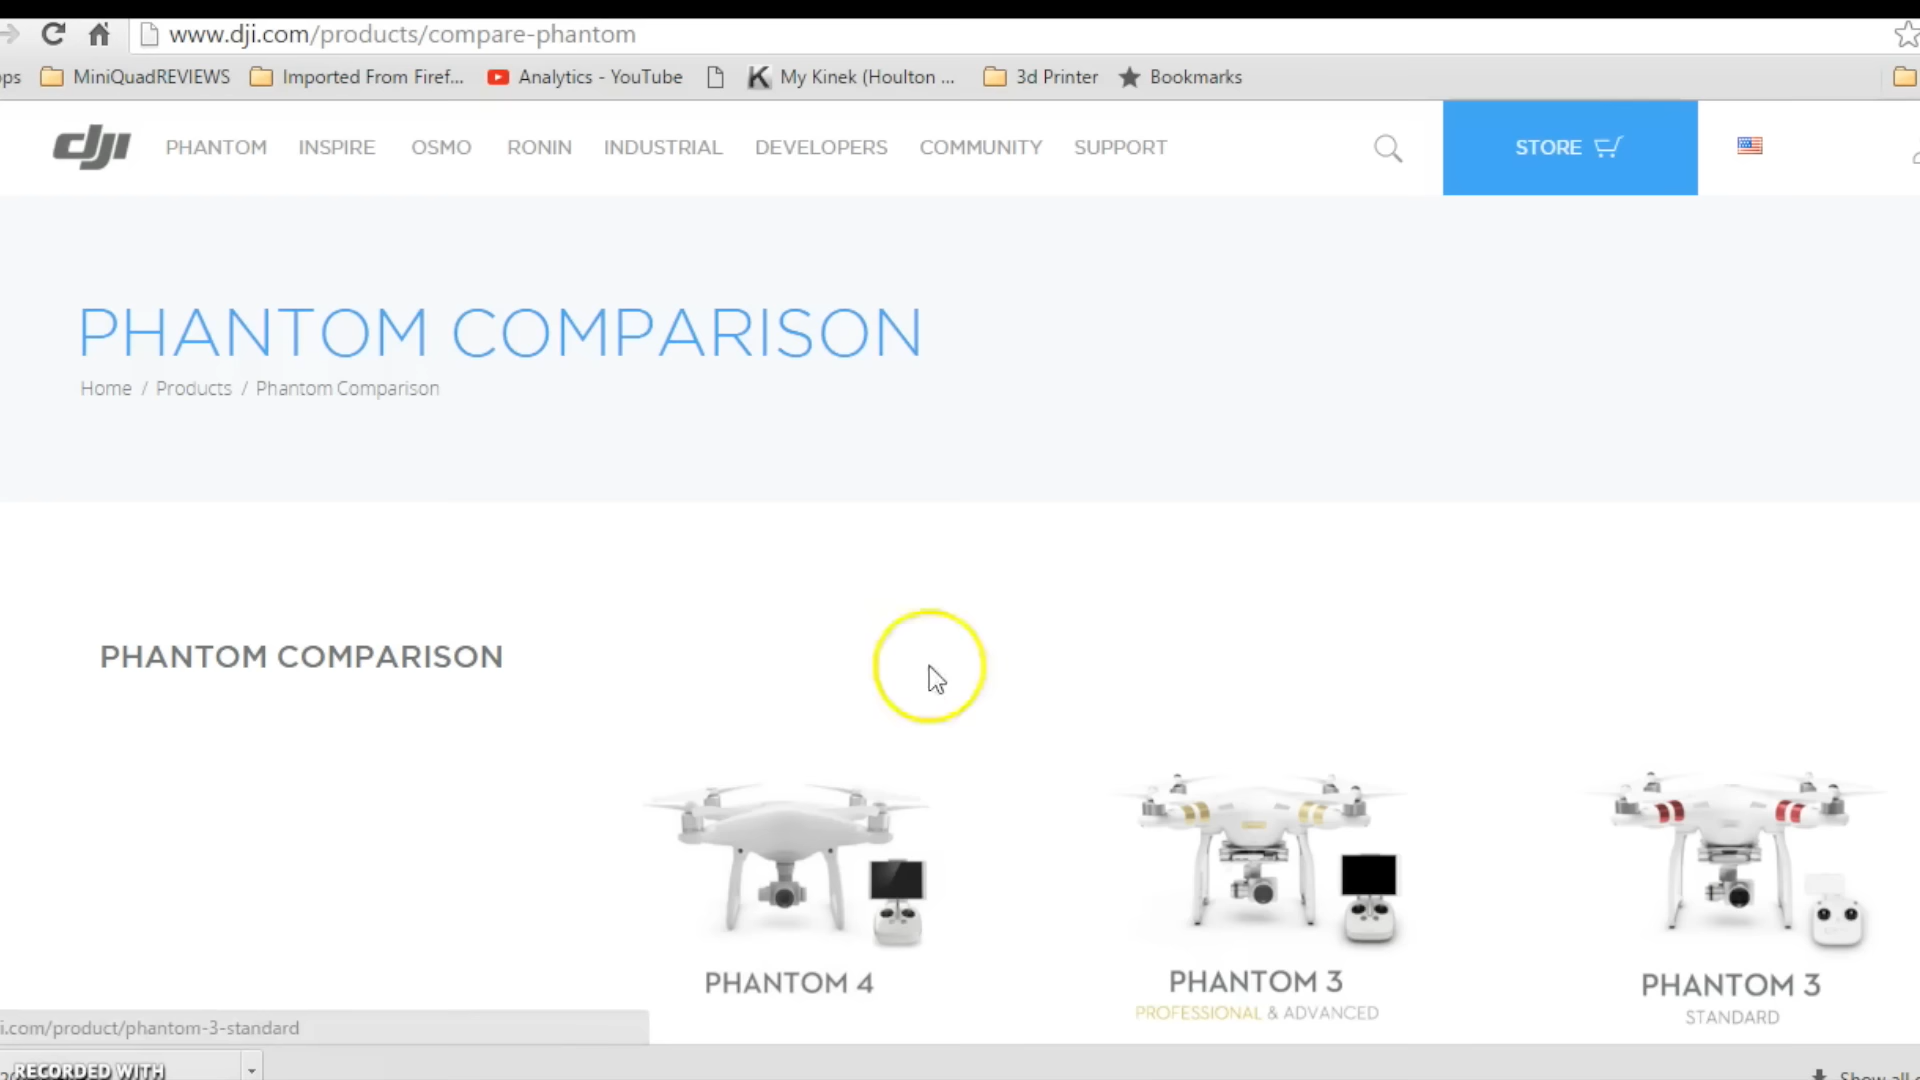 www.dji.com/products/compare-phantom
ps MiniQuadREVIEWS Imported From Firef... Analytics - YouTube My Kinek (Houlton ... 3d Printer Bookmarks
dji PHANTOM INSPIRE OSMO RONIN INDUSTRIAL DEVELOPERS COMMUNITY SUPPORT STORE
PHANTOM COMPARISON
Home / Products / Phantom Comparison
PHANTOM COMPARISON
PHANTOM 4 PHANTOM 3 PHANTOM 3
PROFESSIONAL & ADVANCED STANDARD
i.com/product/phantom-3-standard
RECORDED WITH
Show all